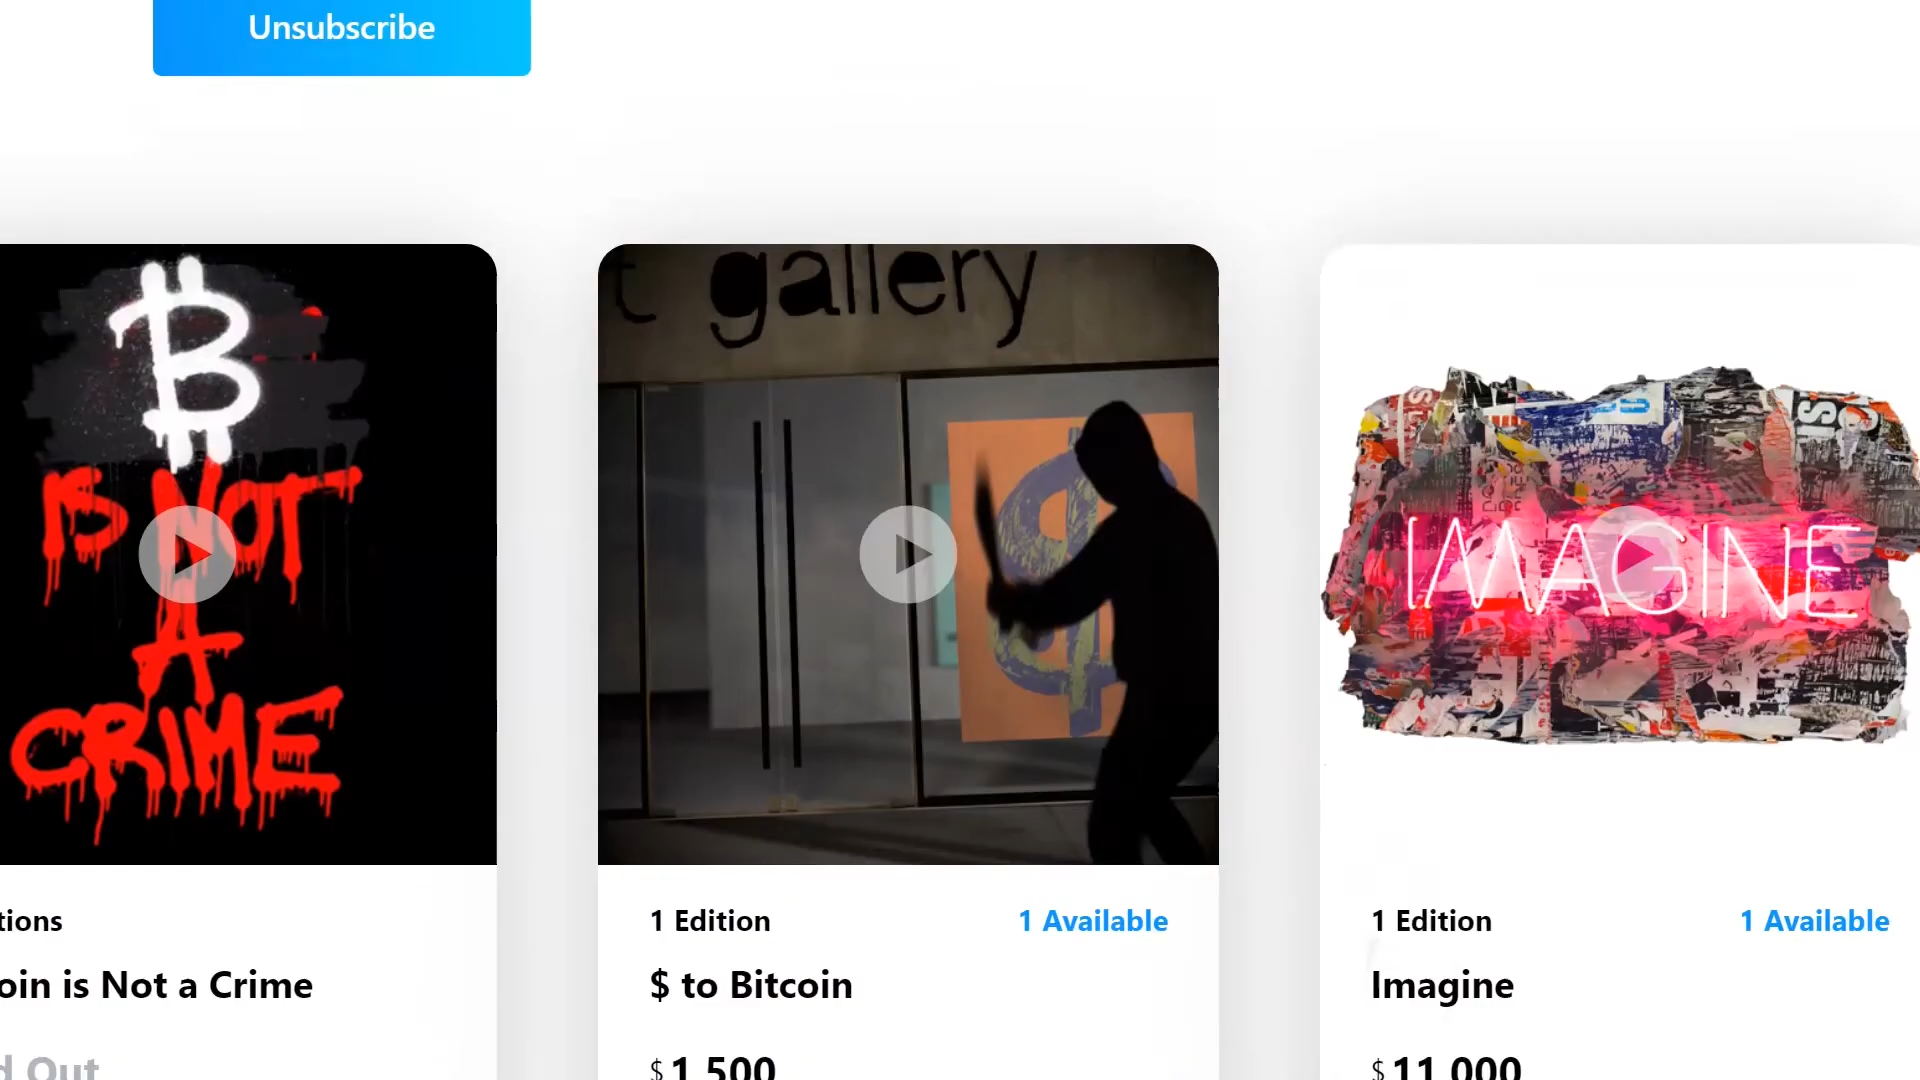 Unsubscribe
B
IS NOT
A
CRIME
t gallery
$
IMAGINE
tions
oin is Not a Crime
d Out
1 Edition
1 Available
$ to Bitcoin
$ 1,500
1 Edition
1 Available
Imagine
$ 11,000